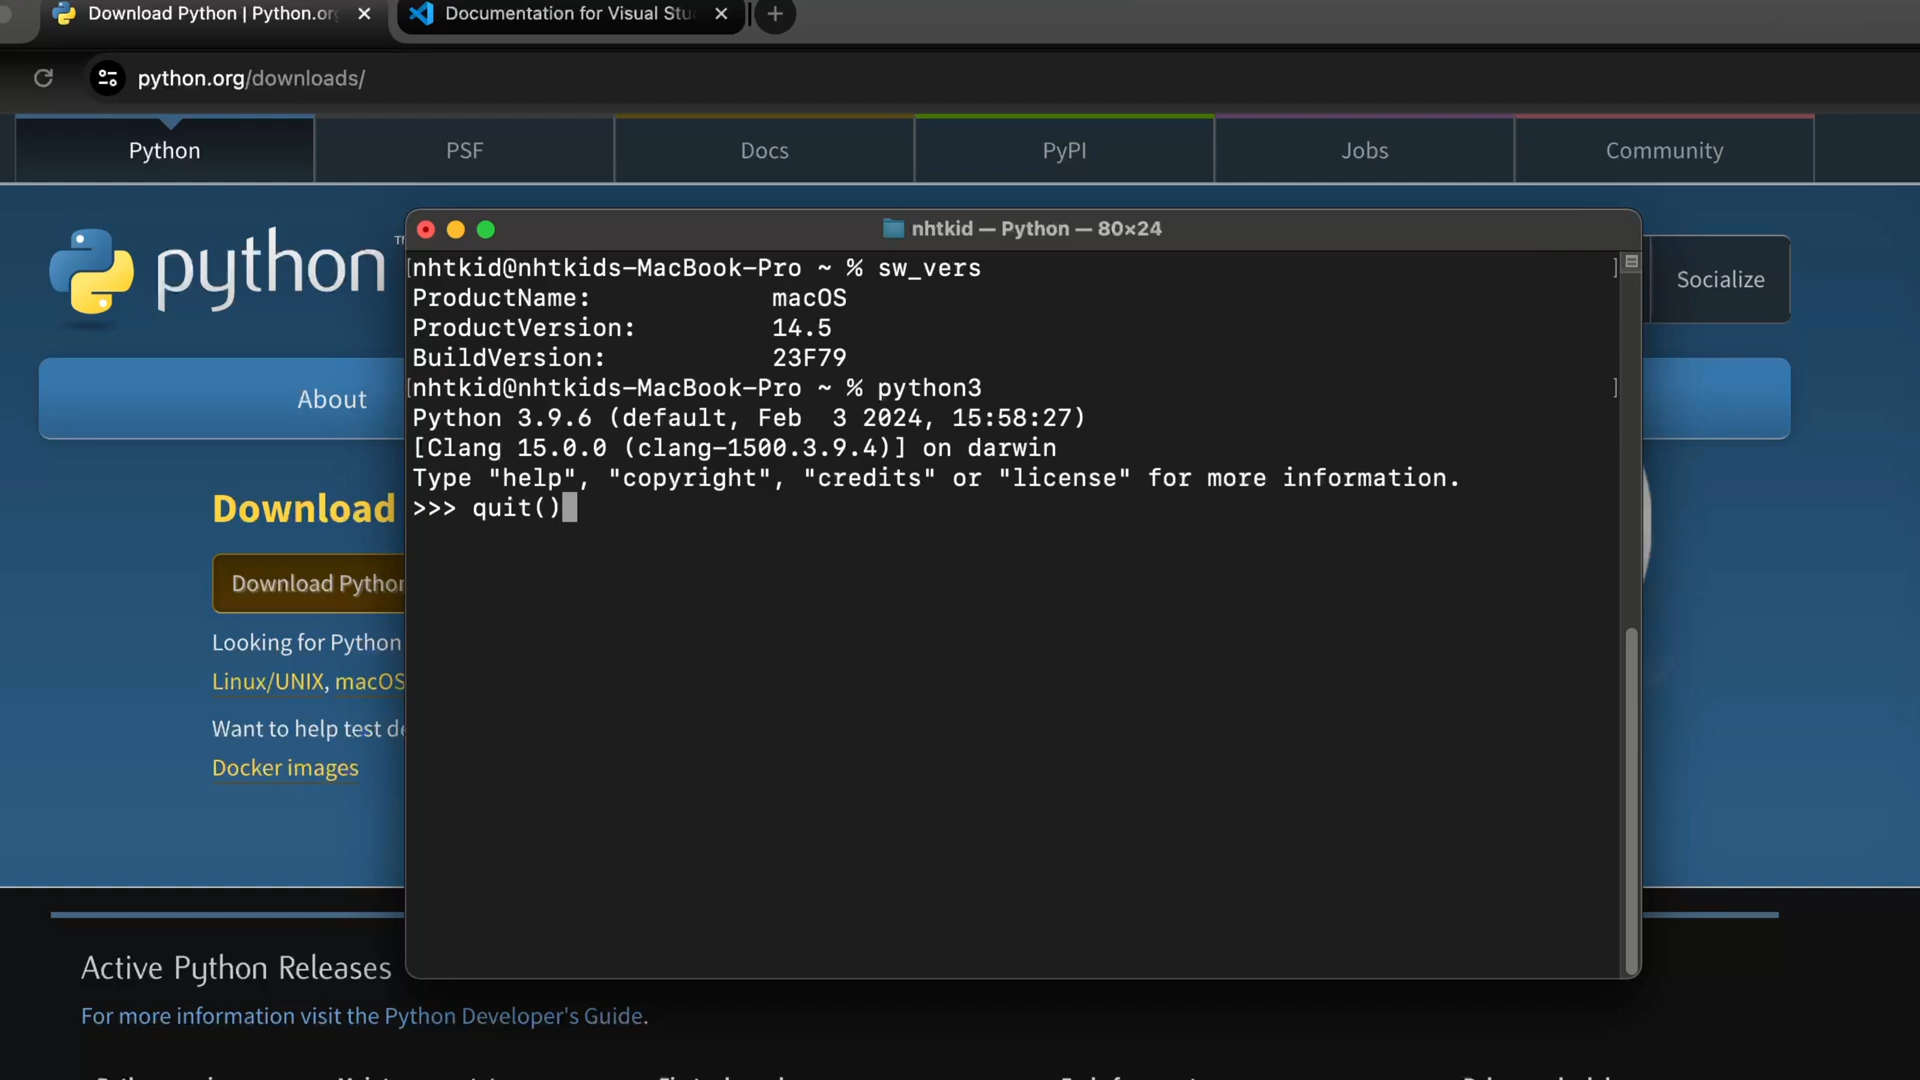 Download Python | Python.org
Documentation for Visual Stu
python.org/downloads/
Python
PSF
Docs
PyPI
Jobs
Community
python™
Socialize
About
nhtkid — Python — 80×24
nhtkid@nhtkids-MacBook-Pro ~ % sw_vers
ProductName: macOS
ProductVersion: 14.5
BuildVersion: 23F79
nhtkid@nhtkids-MacBook-Pro ~ % python3
Python 3.9.6 (default, Feb  3 2024, 15:58:27)
[Clang 15.0.0 (clang-1500.3.9.4)] on darwin
Type "help", "copyright", "credits" or "license" for more information.
>>> quit()
Download
Download Python
Looking for Python
Linux/UNIX, macOS
Want to help test
Docker images
Active Python Releases
For more information visit the Python Developer's Guide.